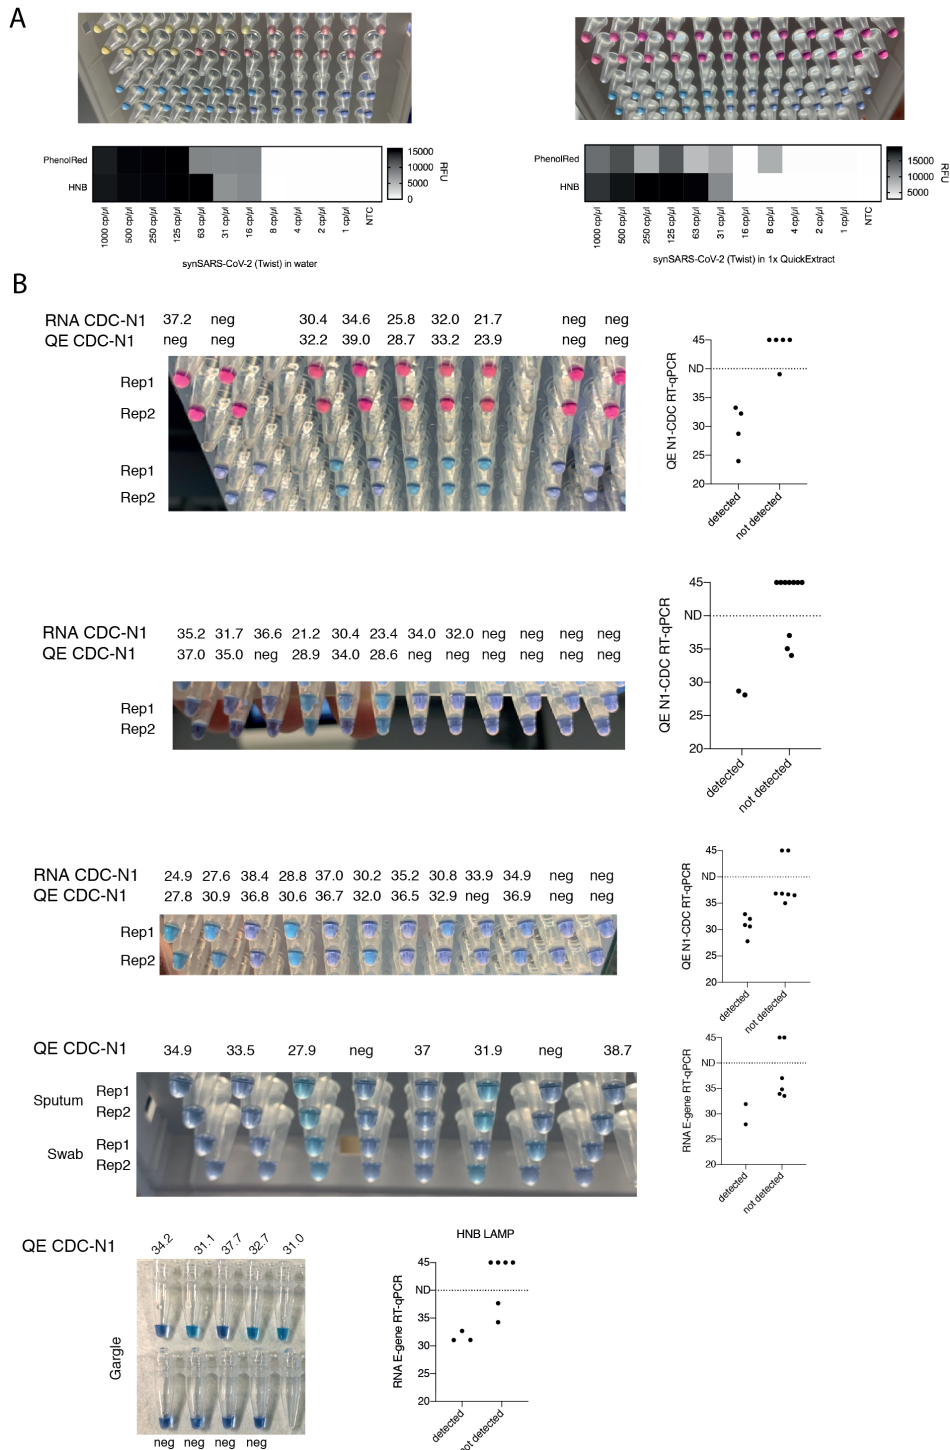 A
PhenolRed
HNB
15000
10000
5000
0
RFU
1000 cp/µl
500 cp/µl
250 cp/µl
125 cp/µl
63 cp/µl
31 cp/µl
16 cp/µl
8 cp/µl
4 cp/µl
2 cp/µl
1 cp/µl
NTC
synSARS-CoV-2 (Twist) in water
PhenolRed
HNB
15000
10000
5000
RFU
1000 cp/µl
500 cp/µl
250 cp/µl
125 cp/µl
63 cp/µl
31 cp/µl
16 cp/µl
8 cp/µl
4 cp/µl
2 cp/µl
1 cp/µl
NTC
synSARS-CoV-2 (Twist) in 1x QuickExtract
B
RNA CDC-N1 37.2 neg 30.4 34.6 25.8 32.0 21.7 neg neg
QE CDC-N1 neg neg 32.2 39.0 28.7 33.2 23.9 neg neg
Rep1
Rep2
Rep1
Rep2
QE N1-CDC RT-qPCR
45
ND
35
30
25
20
detected
not detected
RNA CDC-N1 35.2 31.7 36.6 21.2 30.4 23.4 34.0 32.0 neg neg neg neg
QE CDC-N1 37.0 35.0 neg 28.9 34.0 28.6 neg neg neg neg neg neg
Rep1
Rep2
QE N1-CDC RT-qPCR
45
ND
35
30
25
20
detected
not detected
RNA CDC-N1 24.9 27.6 38.4 28.8 37.0 30.2 35.2 30.8 33.9 34.9 neg neg
QE CDC-N1 27.8 30.9 36.8 30.6 36.7 32.0 36.5 32.9 neg 36.9 neg neg
Rep1
Rep2
QE N1-CDC RT-qPCR
45
ND
35
30
25
20
detected
not detected
QE CDC-N1 34.9 33.5 27.9 neg 37 31.9 neg 38.7
Sputum
Rep1
Rep2
Swab
Rep1
Rep2
RNA E-gene RT-qPCR
45
ND
35
30
25
20
detected
not detected
QE CDC-N1 34.2 31.1 37.7 32.7 31.0
Gargle
neg neg neg neg
HNB LAMP
RNA E-gene RT-qPCR
45
ND
35
30
25
20
detected
not detected